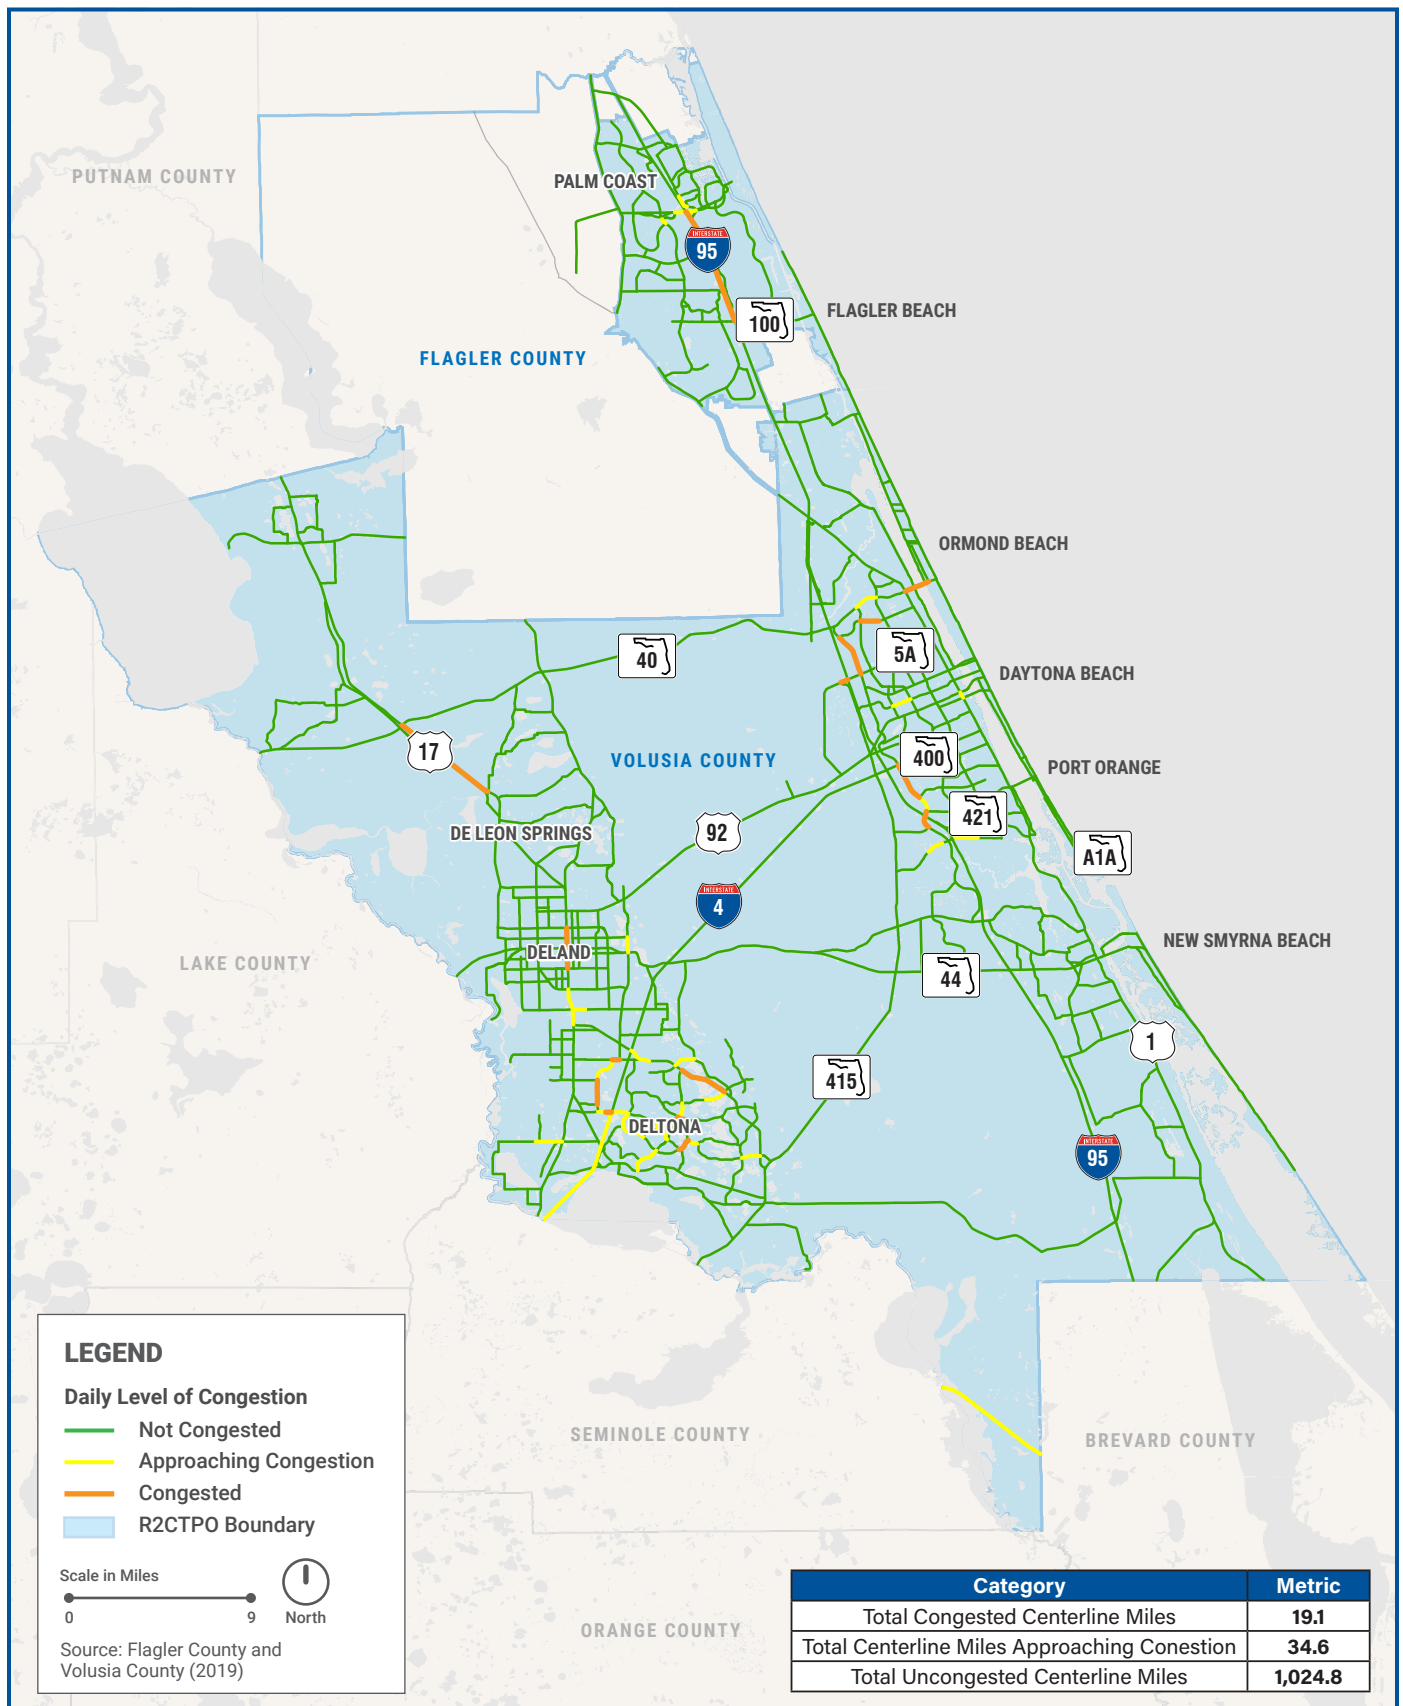 PUTNAM COUNTY
PALM COAST
INTERSTATE
95
100
FLAGLER BEACH
FLAGLER COUNTY
ORMOND BEACH
40
5A
DAYTONA BEACH
17
VOLUSIA COUNTY
400
PORT ORANGE
421
DE LEON SPRINGS
92
A1A
INTERSTATE
4
NEW SMYRNA BEACH
DELAND
LAKE COUNTY
44
1
415
DELTONA
INTERSTATE
95
SEMINOLE COUNTY
BREVARD COUNTY
ORANGE COUNTY
LEGEND
Daily Level of Congestion
Not Congested
Approaching Congestion
Congested
R2CTPO Boundary
Scale in Miles
0 9 North
Source: Flagler County and
Volusia County (2019)
Category Metric
Total Congested Centerline Miles 19.1
Total Centerline Miles Approaching Conestion 34.6
Total Uncongested Centerline Miles 1,024.8